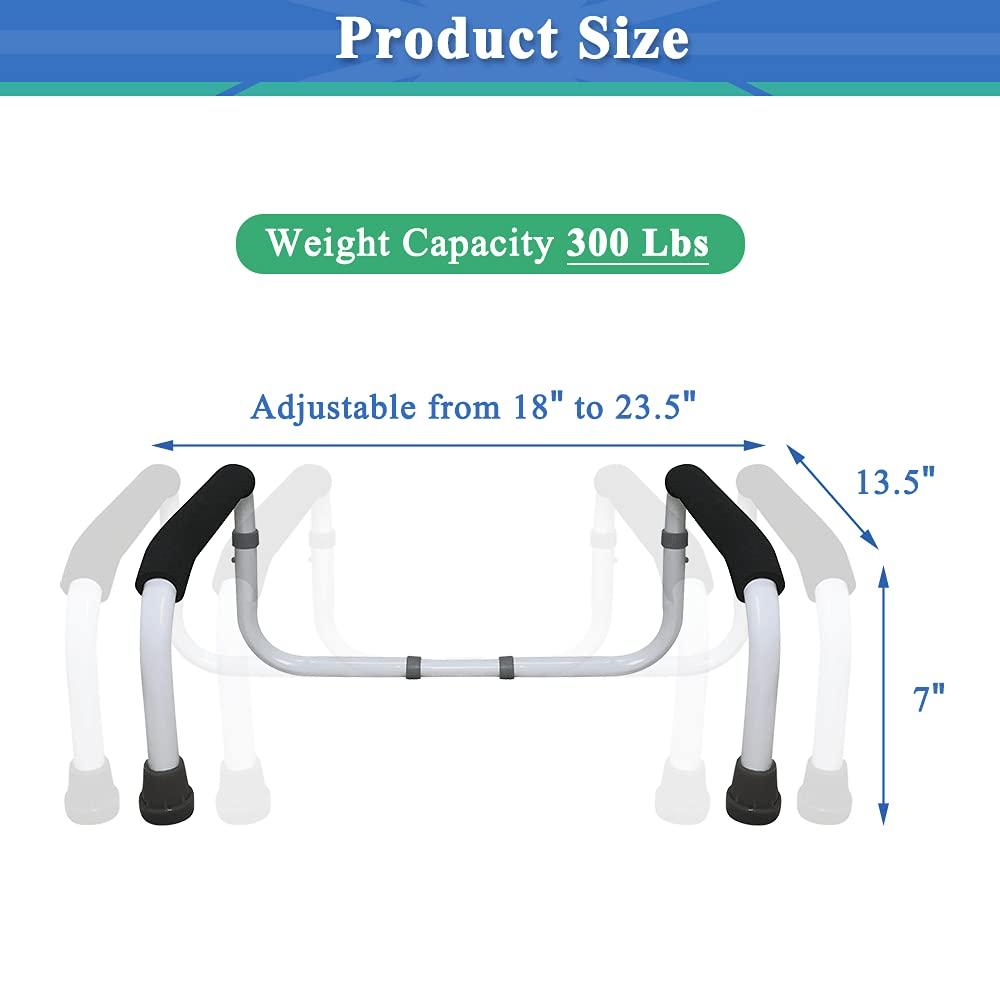 Product Size
Weight Capacity 300 Lbs
Adjustable from 18" to 23.5"
13.5"
7"